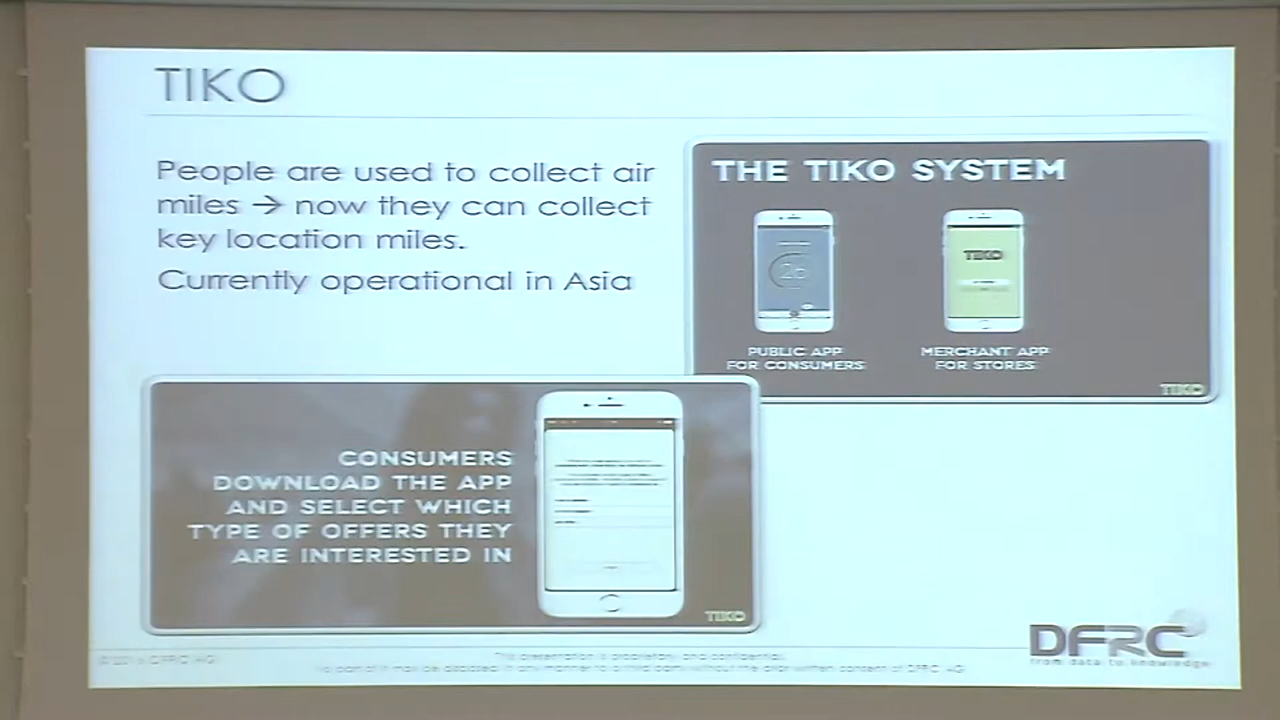 TIKO
People are used to collect air
miles → now they can collect
key location miles.
Currently operational in Asia
THE TIKO SYSTEM
TIKO
PUBLIC APP
FOR CONSUMERS
MERCHANT APP
FOR STORES
TIKO
CONSUMERS
DOWNLOAD THE APP
AND SELECT WHICH
TYPE OF OFFERS THEY
ARE INTERESTED IN
TIKO
DFRC
from data to knowledge
This presentation is proprietary and confidential.